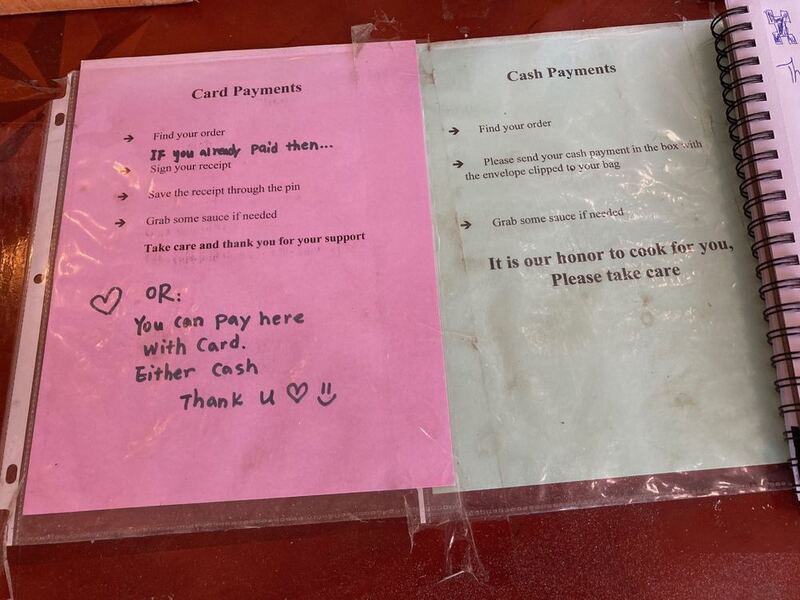 Card Payments
→ Find your order
IF you already paid then...
→ Sign your receipt
→ Save the receipt through the pin
→ Grab some sauce if needed
Take care and thank you for your support
♡ OR:
You can pay here
with Card.
Either Cash
Thank u ♡ :)
Cash Payments
→ Find your order
→ Please send your cash payment in the box with
the envelope clipped to your bag
→ Grab some sauce if needed
It is our honor to cook for you,
Please take care
Th